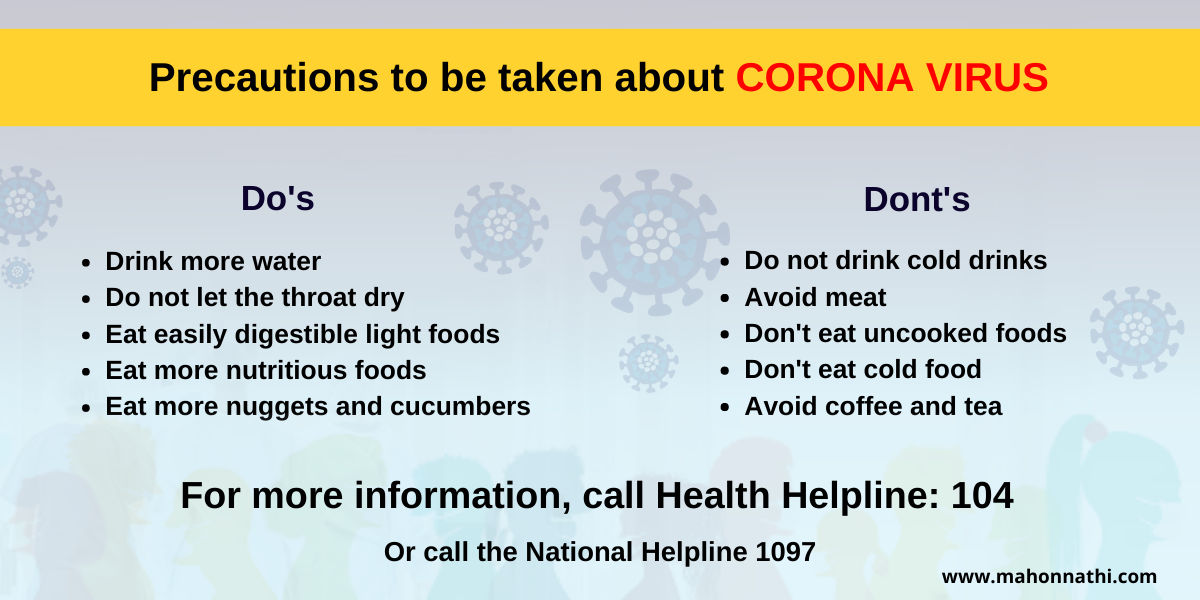 Precautions to be taken about CORONA VIRUS
Do's
• Drink more water
• Do not let the throat dry
• Eat easily digestible light foods
• Eat more nutritious foods
• Eat more nuggets and cucumbers
Dont's
• Do not drink cold drinks
• Avoid meat
• Don't eat uncooked foods
• Don't eat cold food
• Avoid coffee and tea
For more information, call Health Helpline: 104
Or call the National Helpline 1097
www.mahonnathi.com